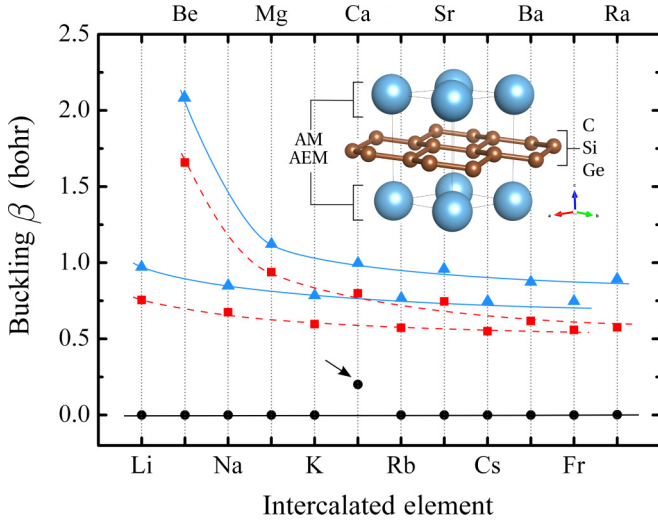 Be Mg Ca Sr Ba Ra
2.5
2.0
1.5
1.0
0.5
0.0
Buckling β (bohr)
AM
AEM
C
Si
Ge
Li Na K Rb Cs Fr
Intercalated element